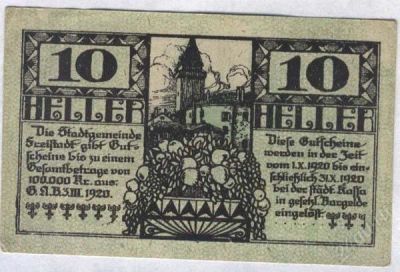 10
HELLER
Die Stadtgemeinde
Freistadt gibt Gut-
scheine bis zu einem
Gesamtbetrage von
100.000 Kr. aus:
G.S.B.3.III.1920.
10
HELLER
Diese Gutscheine
werden in der Zeit
vom 1.X.1920 bis ein-
schließlich 31.X.1920
bei der städt. Kassa
in gesetzl. Bargelde
eingelöst.